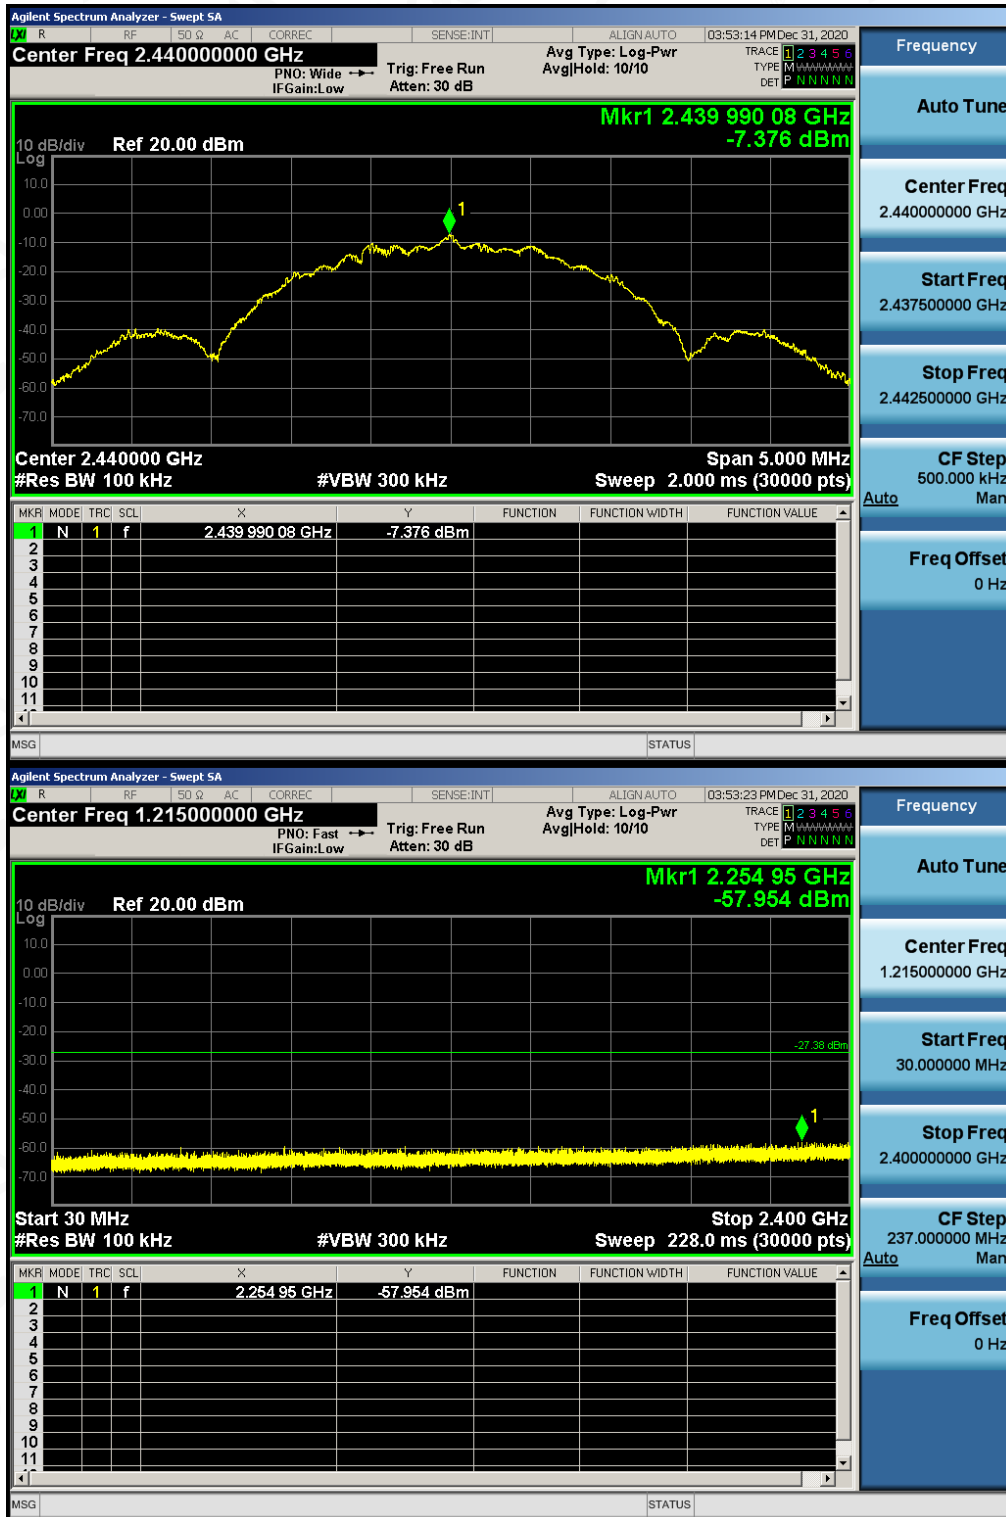 Agilent Spectrum Analyzer - Swept SA
LXI R RF 50 Ω AC CORREC SENSE:INT ALIGN AUTO 03:53:14 PM Dec 31, 2020
Center Freq 2.440000000 GHz Avg Type: Log-Pwr TRACE 1 2 3 4 5 6
PNO: Wide Trig: Free Run Avg|Hold: 10/10 TYPE M WWWWW
IFGain:Low Atten: 30 dB DET P N N N N N
Mkr1 2.439 990 08 GHz
-7.376 dBm
10 dB/div Ref 20.00 dBm
Log
10.0
0.00
-10.0
-20.0
-30.0
-40.0
-50.0
-60.0
-70.0
1
Center 2.440000 GHz Span 5.000 MHz
#Res BW 100 kHz #VBW 300 kHz Sweep 2.000 ms (30000 pts)
MKR MODE TRC SCL X Y FUNCTION FUNCTION WIDTH FUNCTION VALUE
1 N 1 f 2.439 990 08 GHz -7.376 dBm
2
3
4
5
6
7
8
9
10
11
MSG STATUS
Frequency
Auto Tune
Center Freq
2.440000000 GHz
Start Freq
2.437500000 GHz
Stop Freq
2.442500000 GHz
CF Step
500.000 kHz
Auto Man
Freq Offset
0 Hz
Agilent Spectrum Analyzer - Swept SA
LXI R RF 50 Ω AC CORREC SENSE:INT ALIGN AUTO 03:53:23 PM Dec 31, 2020
Center Freq 1.215000000 GHz Avg Type: Log-Pwr TRACE 1 2 3 4 5 6
PNO: Fast Trig: Free Run Avg|Hold: 10/10 TYPE M WWWWW
IFGain:Low Atten: 30 dB DET P N N N N N
Mkr1 2.254 95 GHz
-57.954 dBm
10 dB/div Ref 20.00 dBm
Log
10.0
0.00
-10.0
-20.0
-30.0
-40.0
-50.0
-60.0
-70.0
-27.38 dBm
1
Start 30 MHz Stop 2.400 GHz
#Res BW 100 kHz #VBW 300 kHz Sweep 228.0 ms (30000 pts)
MKR MODE TRC SCL X Y FUNCTION FUNCTION WIDTH FUNCTION VALUE
1 N 1 f 2.254 95 GHz -57.954 dBm
2
3
4
5
6
7
8
9
10
11
MSG STATUS
Frequency
Auto Tune
Center Freq
1.215000000 GHz
Start Freq
30.000000 MHz
Stop Freq
2.400000000 GHz
CF Step
237.000000 MHz
Auto Man
Freq Offset
0 Hz